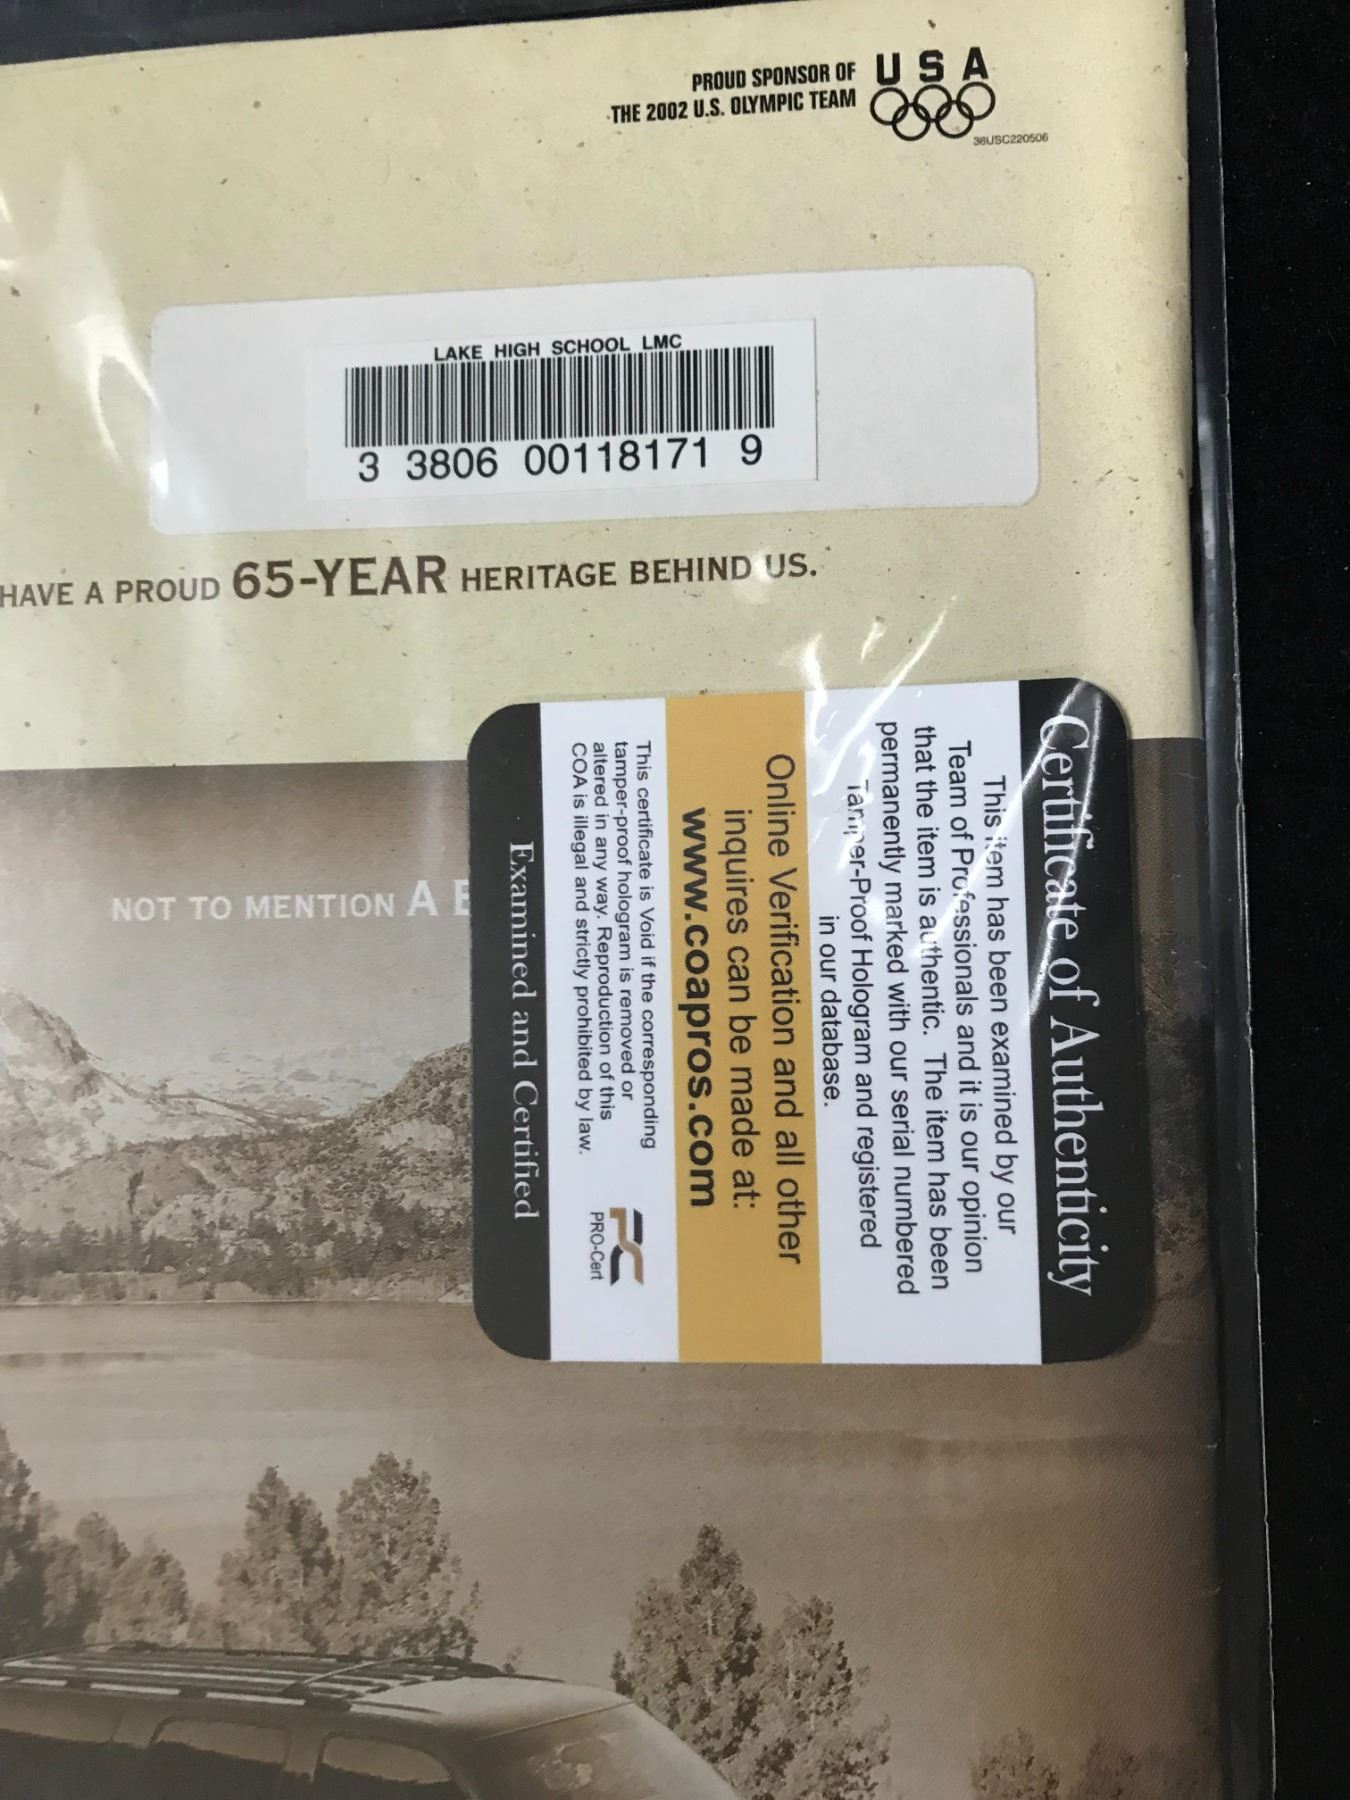 PROUD SPONSOR OF
THE 2002 U.S. OLYMPIC TEAM
USA
36USC220506
LAKE HIGH SCHOOL LMC
3 3806 00118171 9
HAVE A PROUD 65-YEAR HERITAGE BEHIND US.
NOT TO MENTION A
Certificate of Authenticity
This item has been examined by our
Team of Professionals and it is our opinion
that the item is authentic. The item has been
permanently marked with our serial numbered
Tamper-Proof Hologram and registered
in our database.
Online Verification and all other
inquires can be made at:
www.coapros.com
This certificate is Void if the corresponding
tamper-proof hologram is removed or
altered in any way. Reproduction of this
COA is illegal and strictly prohibited by law.
PC
PRO-Cert
Examined and Certified